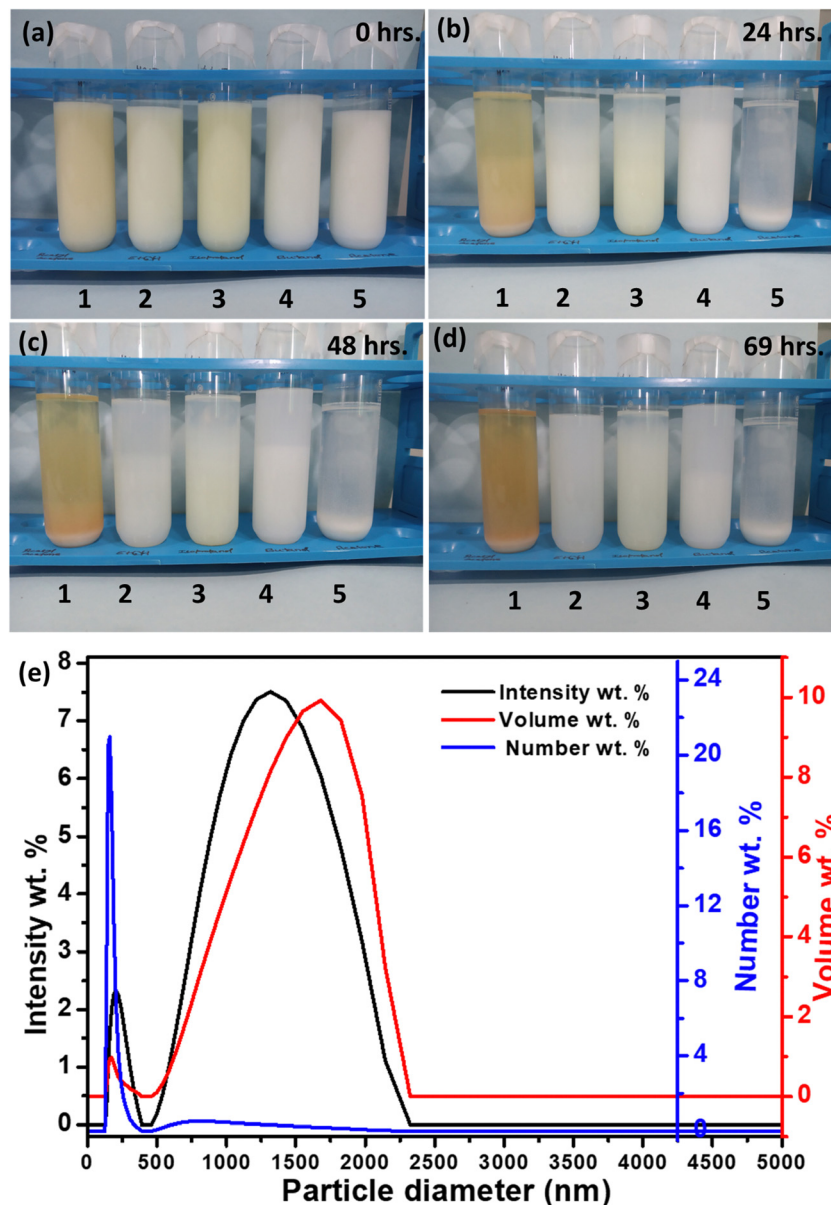 (a)
0 hrs.
1 2 3 4 5
(b)
24 hrs.
1 2 3 4 5
(c)
48 hrs.
1 2 3 4 5
(d)
69 hrs.
1 2 3 4 5
(e)
Intensity wt. %
Volume wt. %
Number wt. %
8
7
6
5
4
3
2
1
0
Intensity wt. %
24
20
16
12
8
4
0
Number wt. %
10
8
6
4
2
0
Volume wt. %
0 500 1000 1500 2000 2500 3000 3500 4000 4500 5000
Particle diameter (nm)